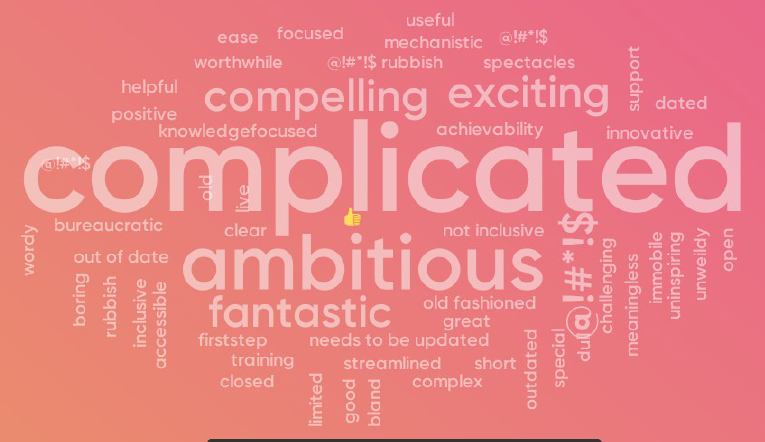 useful
ease
focused
mechanistic
@!#*!$
worthwhile
@!#*!$
rubbish
spectacles
support
helpful
compelling
exciting
dated
positive
knowledgefocused
achievability
innovative
complicated
@!#*!$
old
live
👍
bureaucratic
clear
not inclusive
@!#*!$
wordy
out of date
ambitious
challenging
meaningless
immobile
uninspiring
unweildy
open
boring
rubbish
inclusive
accessible
fantastic
old fashioned
great
firststep
needs to be updated
dull
special
outdated
training
streamlined
short
closed
complex
limited
good
bland